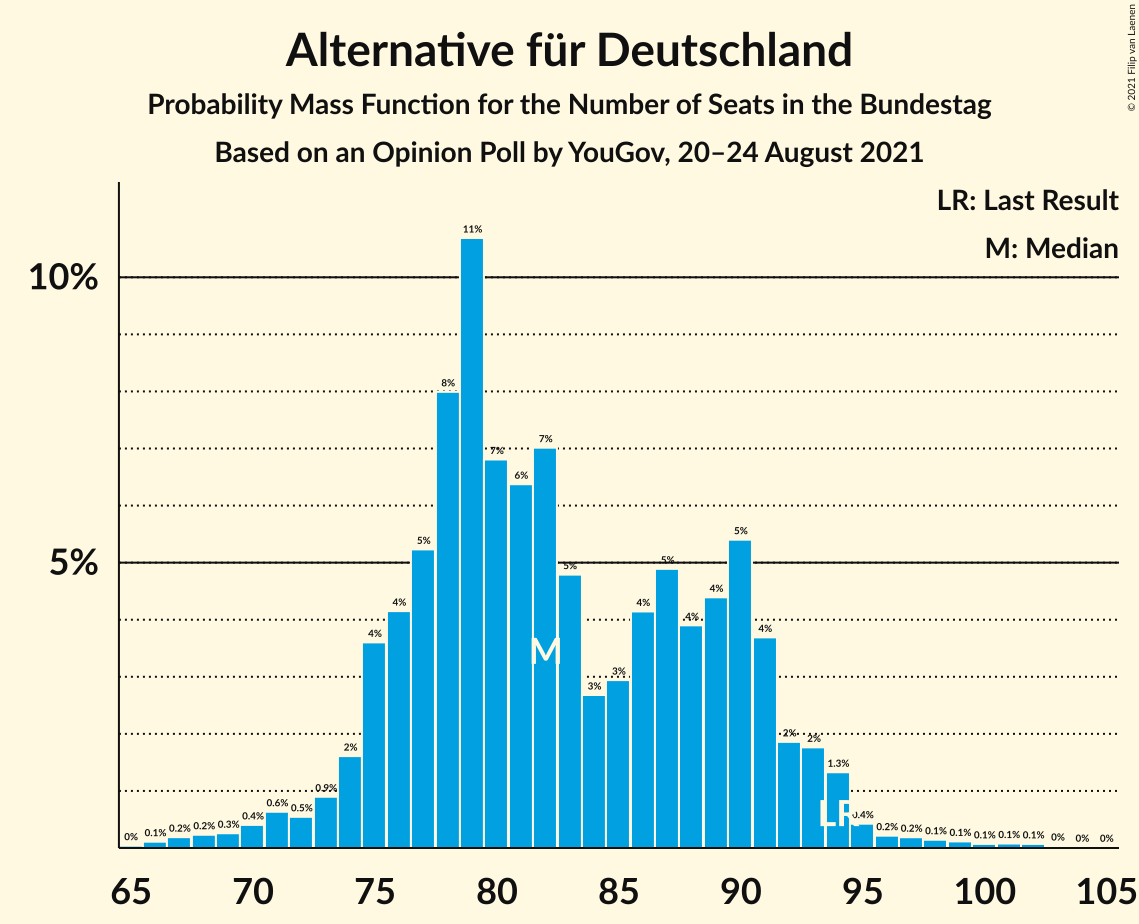 Alternative für Deutschland
Probability Mass Function for the Number of Seats in the Bundestag
Based on an Opinion Poll by YouGov, 20–24 August 2021
© 2021 Filip van Laenen
LR: Last Result
M: Median
10%
5%
0% 0.1% 0.2% 0.2% 0.3% 0.4% 0.6% 0.5% 0.9% 2% 4% 4% 5% 8% 11% 7% 6% 7% 5% 3% 3% 4% 5% 4% 4% 5% 4% 2% 2% 1.3% 0.4% 0.2% 0.2% 0.1% 0.1% 0.1% 0.1% 0.1% 0% 0% 0%
M
LR
65 70 75 80 85 90 95 100 105